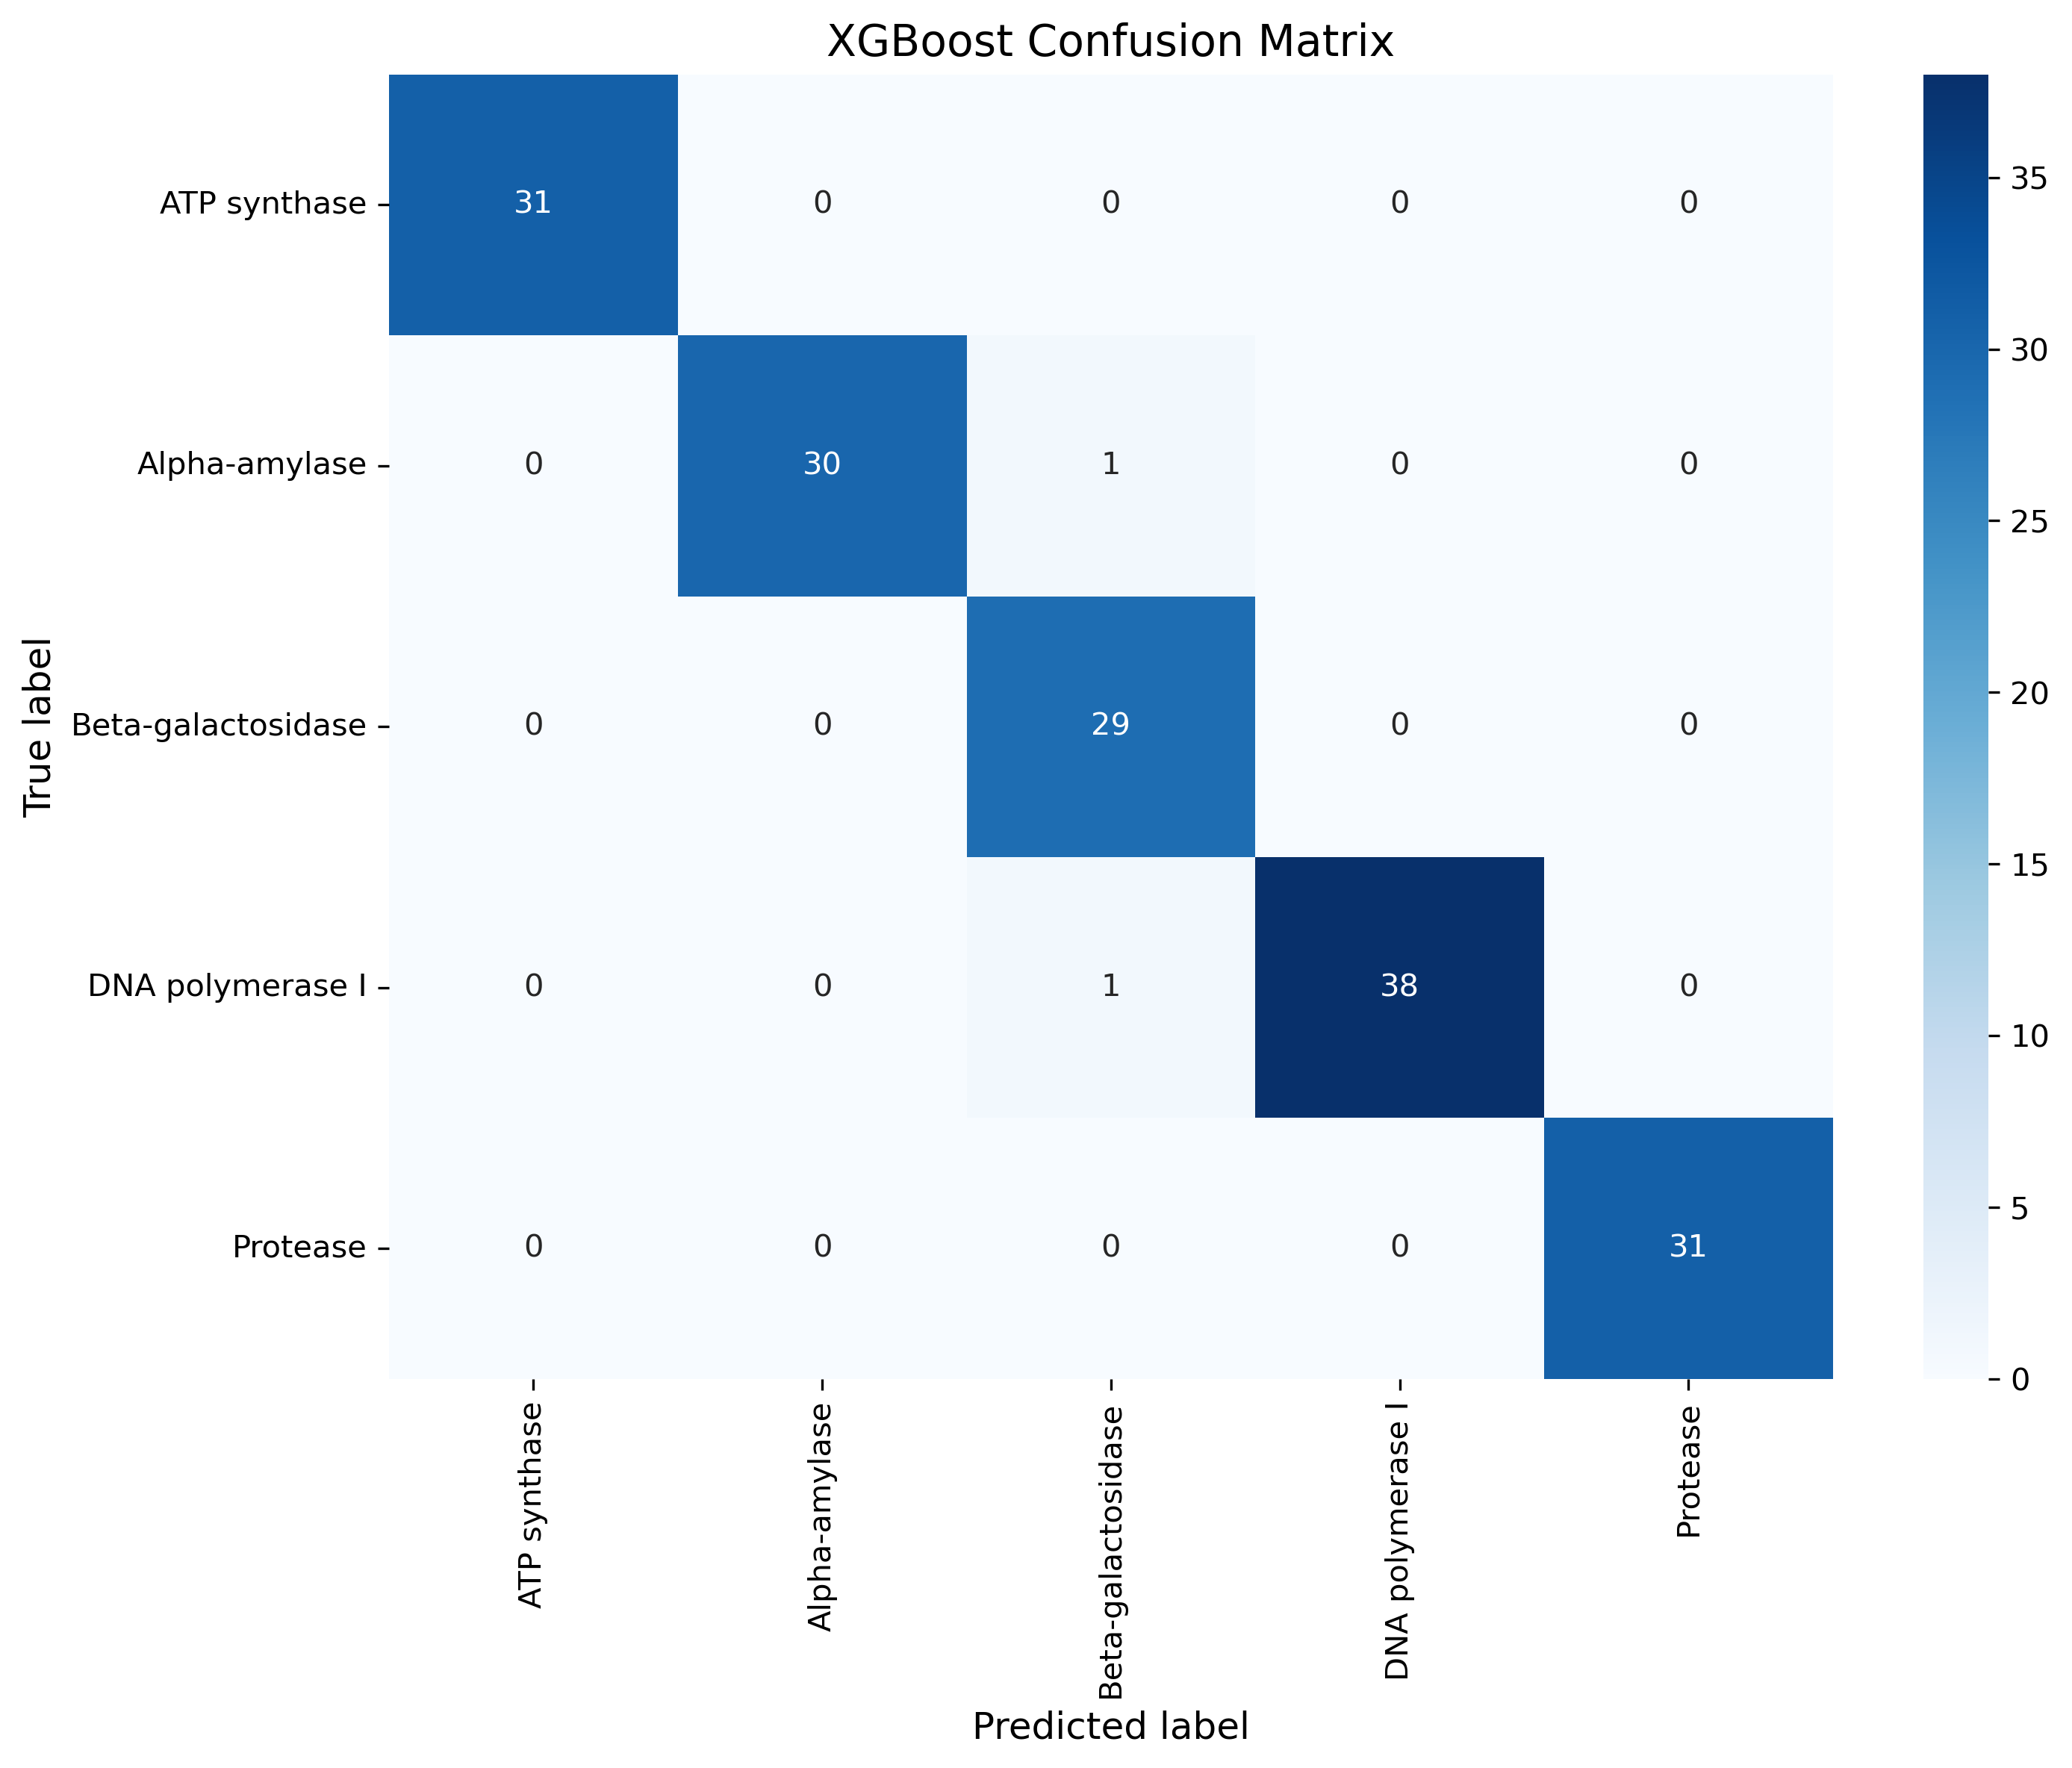 XGBoost Confusion Matrix
True label
ATP synthase 31 0 0 0 0
Alpha-amylase 0 30 1 0 0
Beta-galactosidase 0 0 29 0 0
DNA polymerase I 0 0 1 38 0
Protease 0 0 0 0 31
ATP synthase
Alpha-amylase
Beta-galactosidase
DNA polymerase I
Protease
Predicted label
35
30
25
20
15
10
5
0